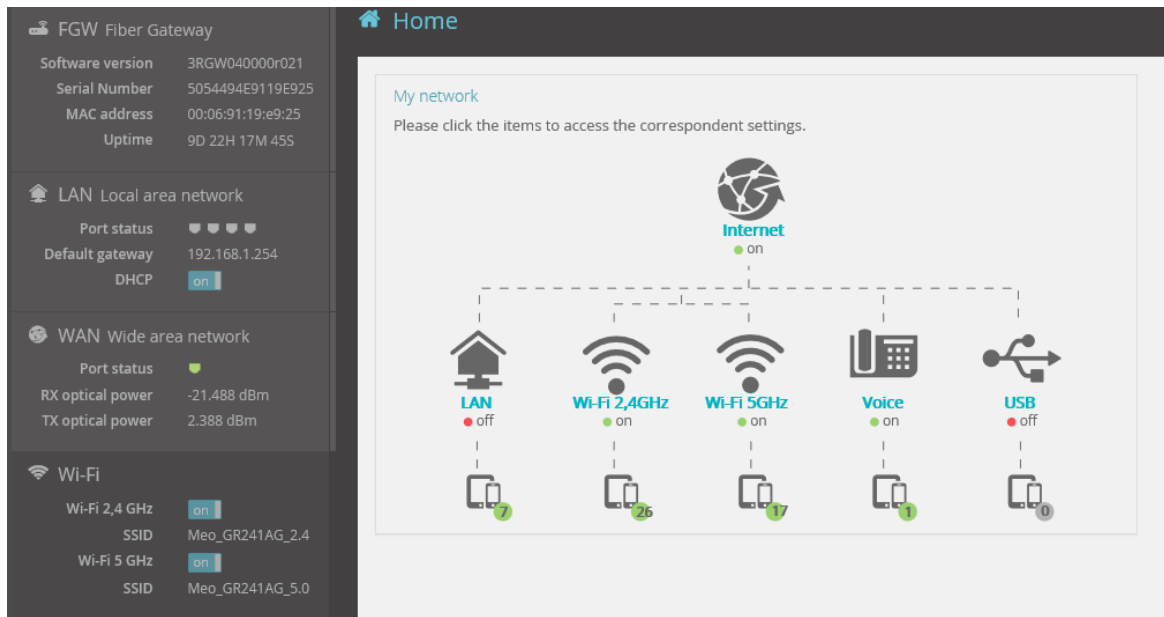 FGW Fiber Gateway
Software version 3RGW040000r021
Serial Number 5054494E9119E925
MAC address 00:06:91:19:e9:25
Uptime 9D 22H 17M 45S
LAN Local area network
Port status
Default gateway 192.168.1.254
DHCP on
WAN Wide area network
Port status
RX optical power -21.488 dBm
TX optical power 2.388 dBm
Wi-Fi
Wi-Fi 2,4 GHz on
SSID Meo_GR241AG_2.4
Wi-Fi 5 GHz on
SSID Meo_GR241AG_5.0
Home
My network
Please click the items to access the correspondent settings.
Internet
on
LAN Wi-Fi 2,4GHz Wi-Fi 5GHz Voice USB
off on on on off
7 26 17 1 0